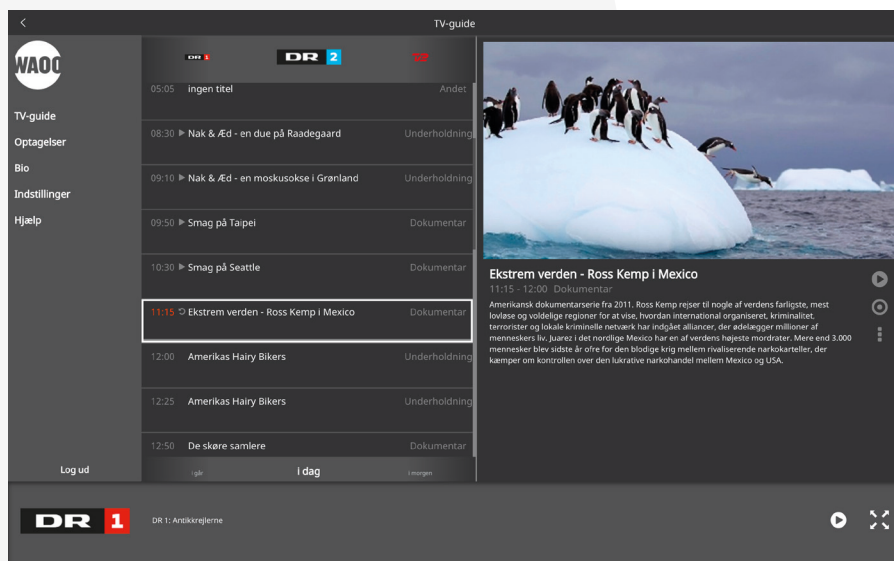 TV-guide
WAOO
TV-guide
Optagelser
Bio
Indstillinger
Hjælp
Log ud
DR 1
DR 2
05:05 ingen titel Andet
08:30 Nak & Æd - en due på Raadegaard Underholdning
09:10 Nak & Æd - en moskusokse i Grønland Underholdning
09:50 Smag på Taipei Dokumentar
10:30 Smag på Seattle Dokumentar
11:15 Ekstrem verden - Ross Kemp i Mexico Dokumentar
12:00 Amerikas Hairy Bikers Underholdning
12:25 Amerikas Hairy Bikers Underholdning
12:50 De skøre samlere Dokumentar
i går i dag i morgen
Ekstrem verden - Ross Kemp i Mexico
11:15 - 12:00 Dokumentar
Amerikansk dokumentarserie fra 2011. Ross Kemp rejser til nogle af verdens farligste, mest
lovløse og voldelige regioner for at vise, hvordan international organiseret, kriminalitet,
terrorister og lokale kriminelle netværk har indgået alliancer, der ødelægger millioner af
menneskers liv. Juarez i det nordlige Mexico har en af verdens højeste mordrater. Mere end 3.000
mennesker blev sidste år ofre for den blodige krig mellem rivaliserende narkokarteller, der
kæmper om kontrollen over den lukrative narkohandel mellem Mexico og USA.
DR 1
DR 1: Antikkrejlerne